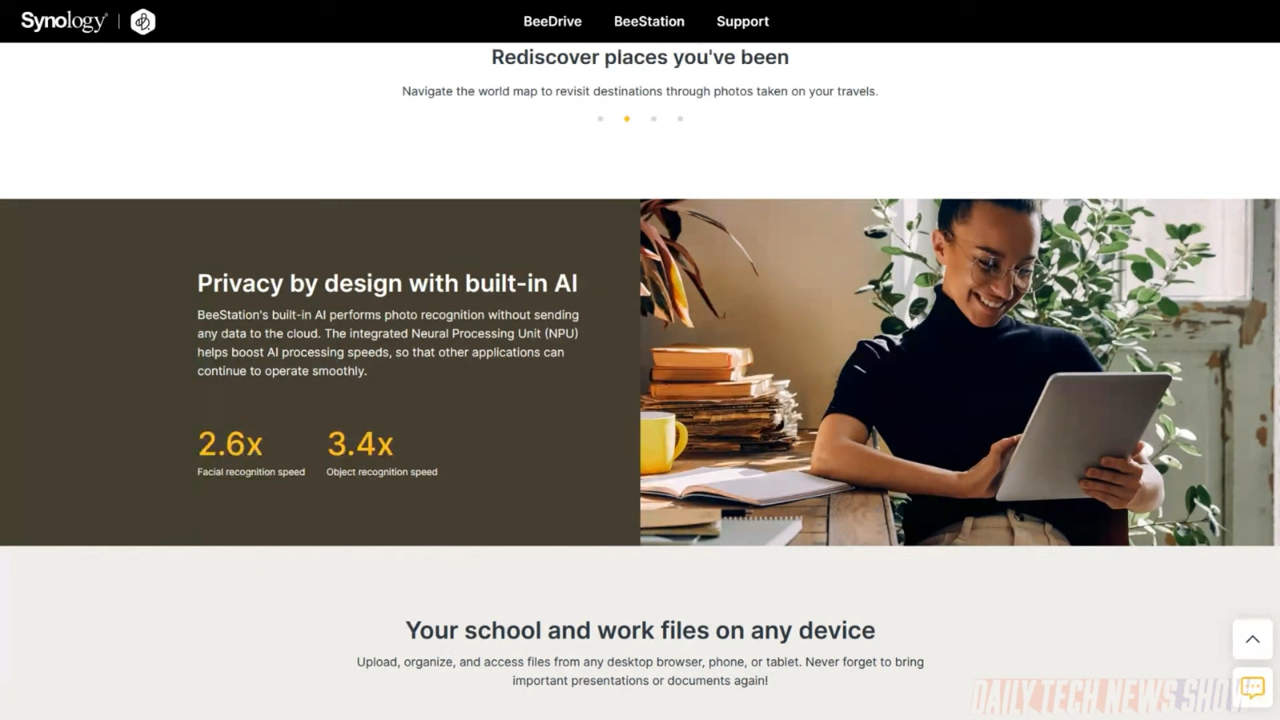 Synology
BeeDrive BeeStation Support
Rediscover places you've been
Navigate the world map to revisit destinations through photos taken on your travels.
Privacy by design with built-in AI
BeeStation's built-in AI performs photo recognition without sending
any data to the cloud. The integrated Neural Processing Unit (NPU)
helps boost AI processing speeds, so that other applications can
continue to operate smoothly.
2.6x 3.4x
Facial recognition speed Object recognition speed
Your school and work files on any device
Upload, organize, and access files from any desktop browser, phone, or tablet. Never forget to bring
important presentations or documents again!
DAILY TECH NEWS SHOW